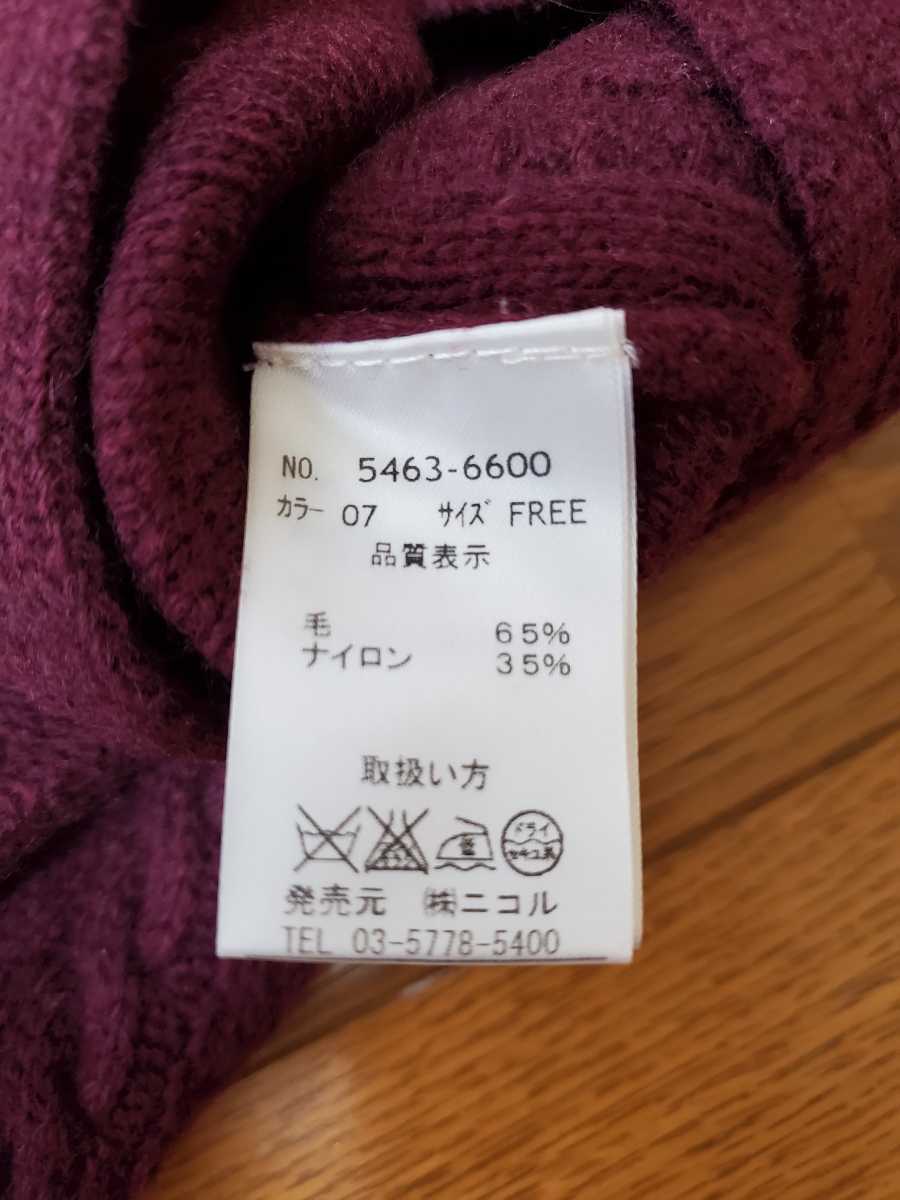 NO. 5463-6600
カラー 07 サイズ FREE
品質表示
毛 65%
ナイロン 35%
取扱い方
ドライ
セキユ系
発売元 ㈱ニコル
TEL 03-5778-5400